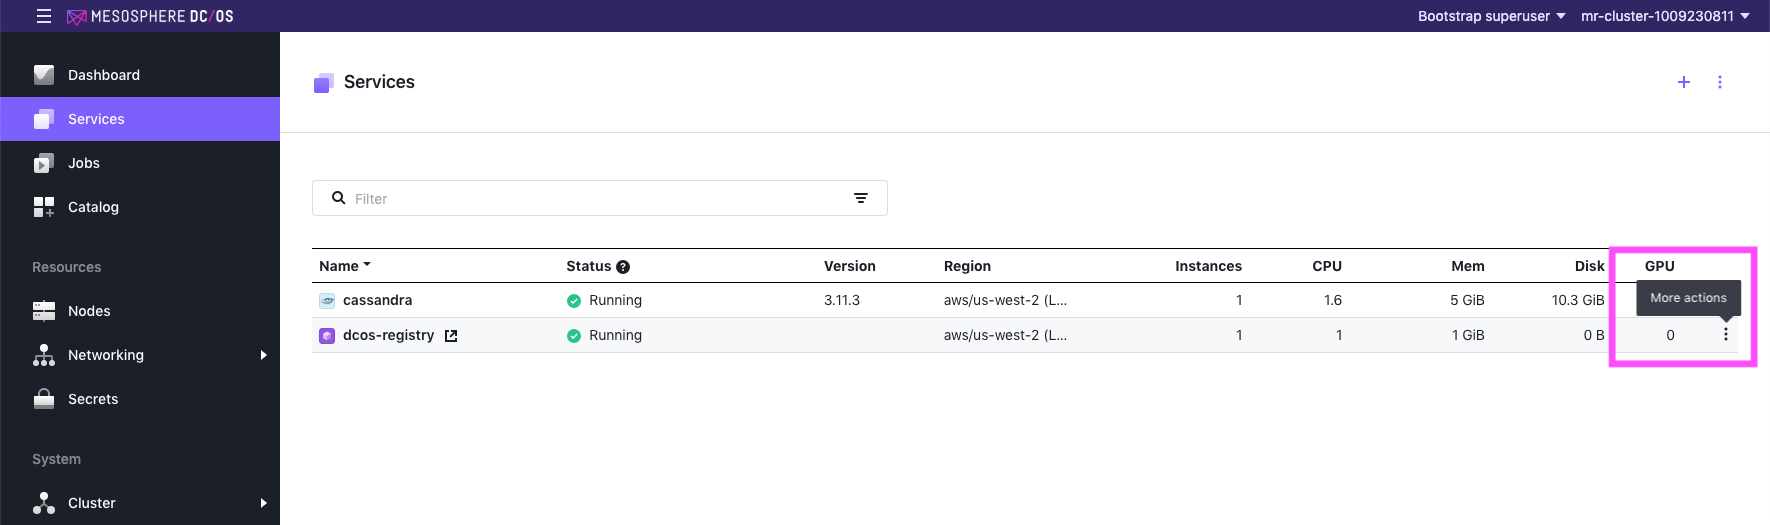 MESOSPHERE DC/OS
Bootstrap superuser
mr-cluster-1009230811
Dashboard
Services
Jobs
Catalog
Resources
Nodes
Networking
Secrets
System
Cluster
Services
Filter
Name Status ? Version Region Instances CPU Mem Disk GPU
cassandra Running 3.11.3 aws/us-west-2 (L... 1 1.6 5 GiB 10.3 GiB
More actions
dcos-registry Running aws/us-west-2 (L... 1 1 1 GiB 0 B 0